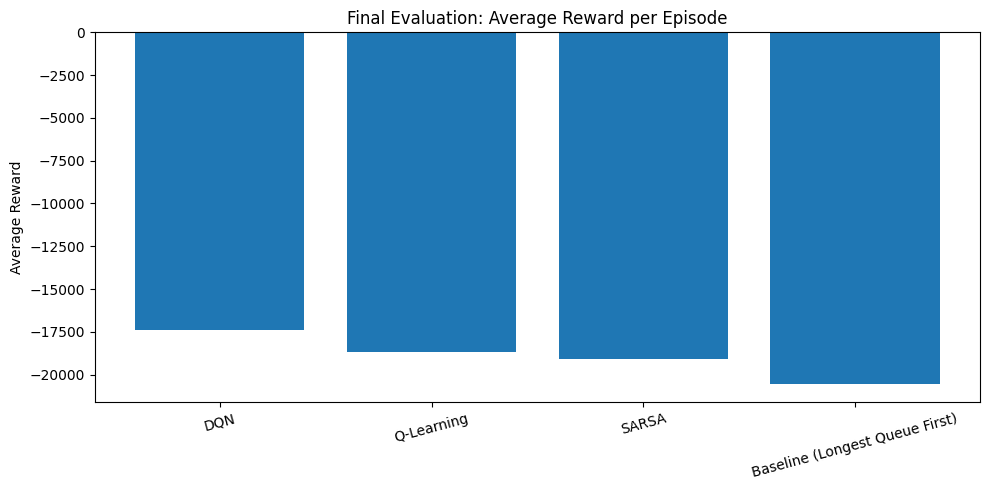 Final Evaluation: Average Reward per Episode
Average Reward
0
−2500
−5000
−7500
−10000
−12500
−15000
−17500
−20000
DQN
Q-Learning
SARSA
Baseline (Longest Queue First)